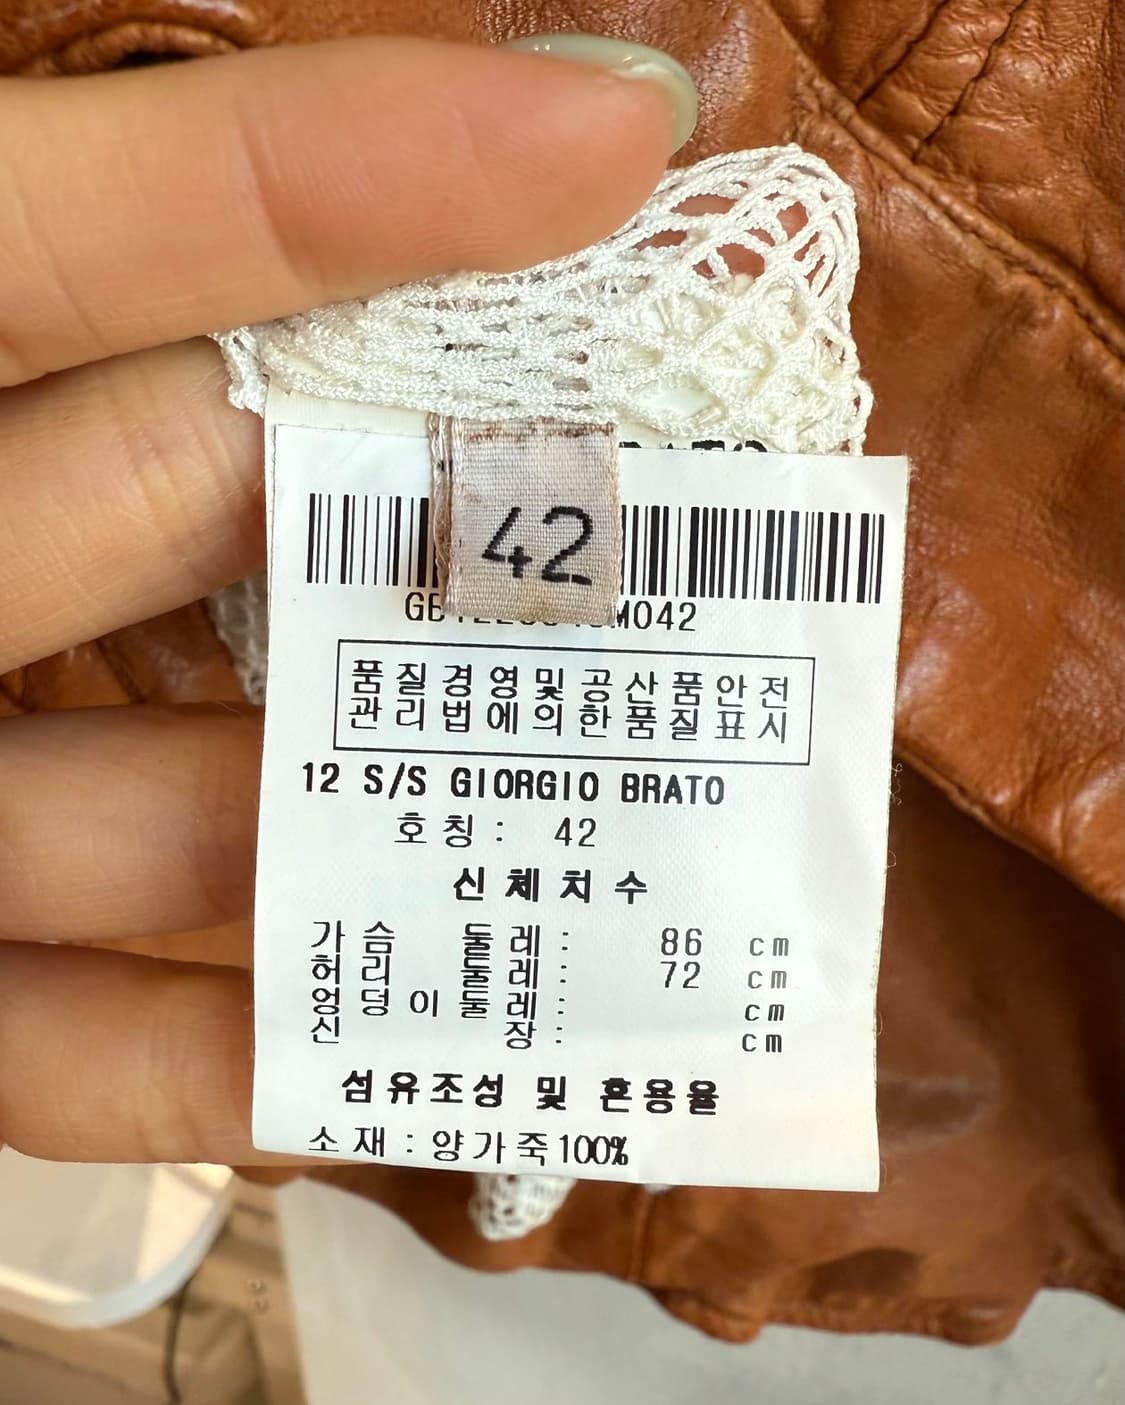 42
품질경영및공산품안전
관리법에의한품질표시
12 S/S GIORGIO BRATO
호칭: 42
신체치수
가슴 둘레: 86 cm
허리 둘레: 72 cm
엉덩이둘레: cm
신 장: cm
섬유조성 및 혼용율
소재:양가죽100%